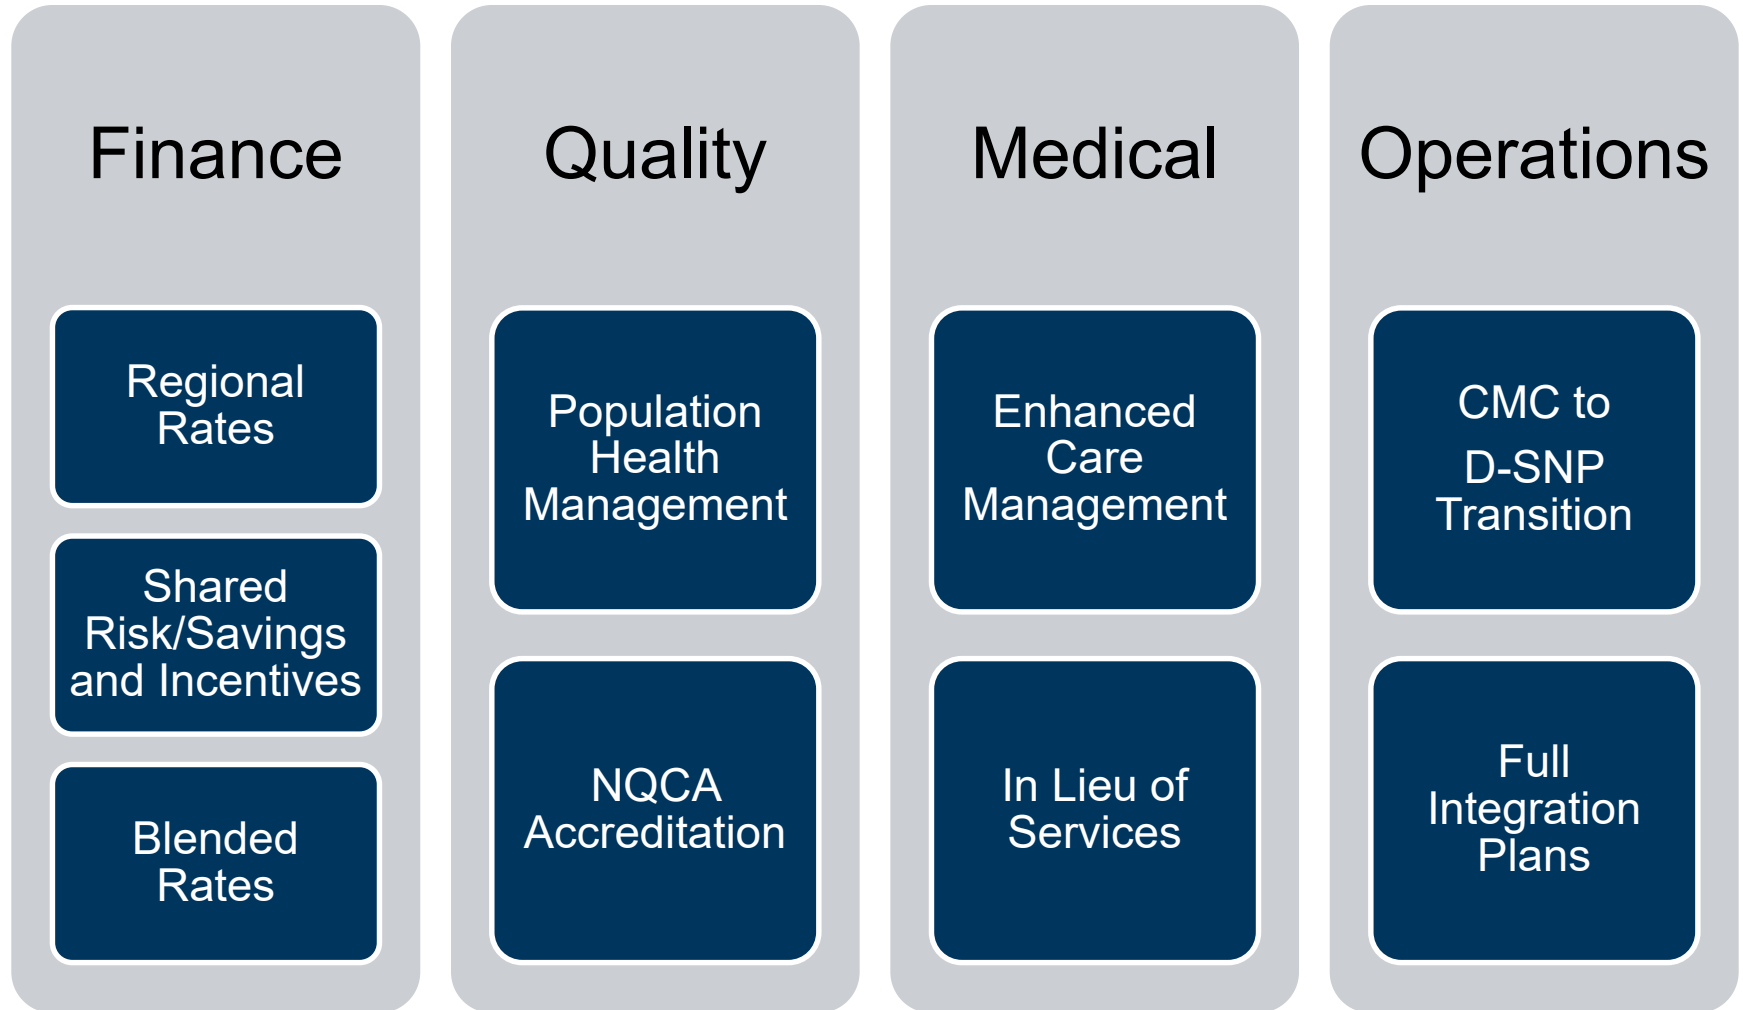 Finance
Regional
Rates
Shared
Risk/Savings
and Incentives
Blended
Rates
Quality
Population
Health
Management
NQCA
Accreditation
Medical
Enhanced
Care
Management
In Lieu of
Services
Operations
CMC to
D-SNP
Transition
Full
Integration
Plans